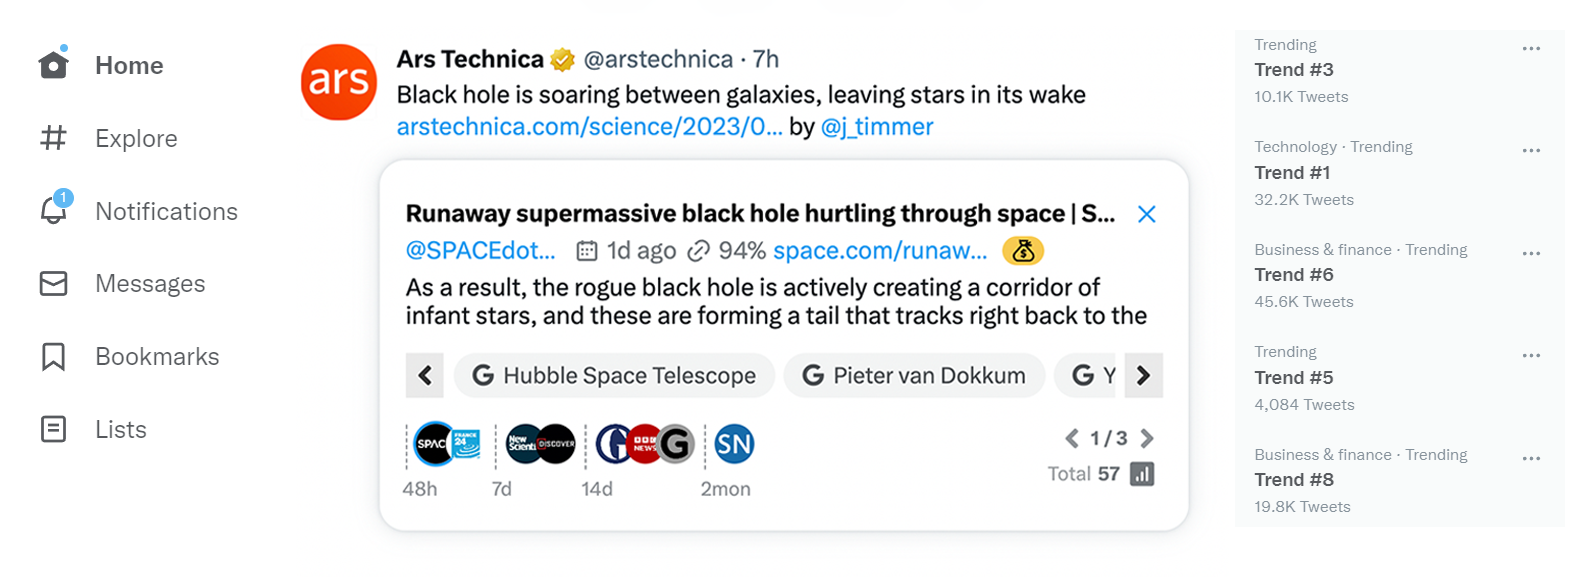 Home
Explore
1
Notifications
Messages
Bookmarks
Lists
ars
Ars Technica @arstechnica · 7h
Black hole is soaring between galaxies, leaving stars in its wake
arstechnica.com/science/2023/0... by @j_timmer
Runaway supermassive black hole hurtling through space | S...
@SPACEdot... 1d ago 94% space.com/runaw...
As a result, the rogue black hole is actively creating a corridor of
infant stars, and these are forming a tail that tracks right back to the
G Hubble Space Telescope G Pieter van Dokkum G Y
SPAC FRANCE 24 New Scienti DISCOVER G BBC NEWS G SN
1 / 3
Total 57
48h 7d 14d 2mon
Trending
Trend #3
10.1K Tweets
Technology · Trending
Trend #1
32.2K Tweets
Business & finance · Trending
Trend #6
45.6K Tweets
Trending
Trend #5
4,084 Tweets
Business & finance · Trending
Trend #8
19.8K Tweets